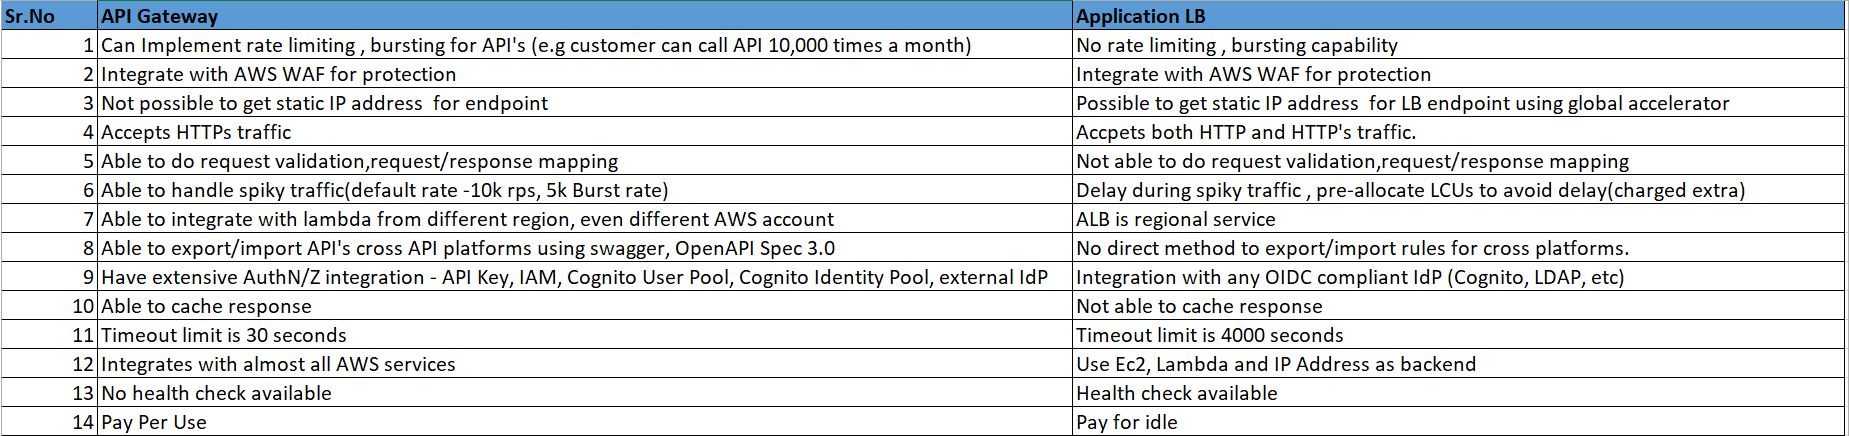 Sr.No API Gateway Application LB
1 Can Implement rate limiting , bursting for API's (e.g customer can call API 10,000 times a month) No rate limiting , bursting capability
2 Integrate with AWS WAF for protection Integrate with AWS WAF for protection
3 Not possible to get static IP address  for endpoint Possible to get static IP address  for LB endpoint using global accelerator
4 Accepts HTTPs traffic Accpets both HTTP and HTTP's traffic.
5 Able to do request validation,request/response mapping Not able to do request validation,request/response mapping
6 Able to handle spiky traffic(default rate -10k rps, 5k Burst rate) Delay during spiky traffic , pre-allocate LCUs to avoid delay(charged extra)
7 Able to integrate with lambda from different region, even different AWS account ALB is regional service
8 Able to export/import API's cross API platforms using swagger, OpenAPI Spec 3.0 No direct method to export/import rules for cross platforms.
9 Have extensive AuthN/Z integration - API Key, IAM, Cognito User Pool, Cognito Identity Pool, external IdP Integration with any OIDC compliant IdP (Cognito, LDAP, etc)
10 Able to cache response Not able to cache response
11 Timeout limit is 30 seconds Timeout limit is 4000 seconds
12 Integrates with almost all AWS services Use Ec2, Lambda and IP Address as backend
13 No health check available Health check available
14 Pay Per Use Pay for idle